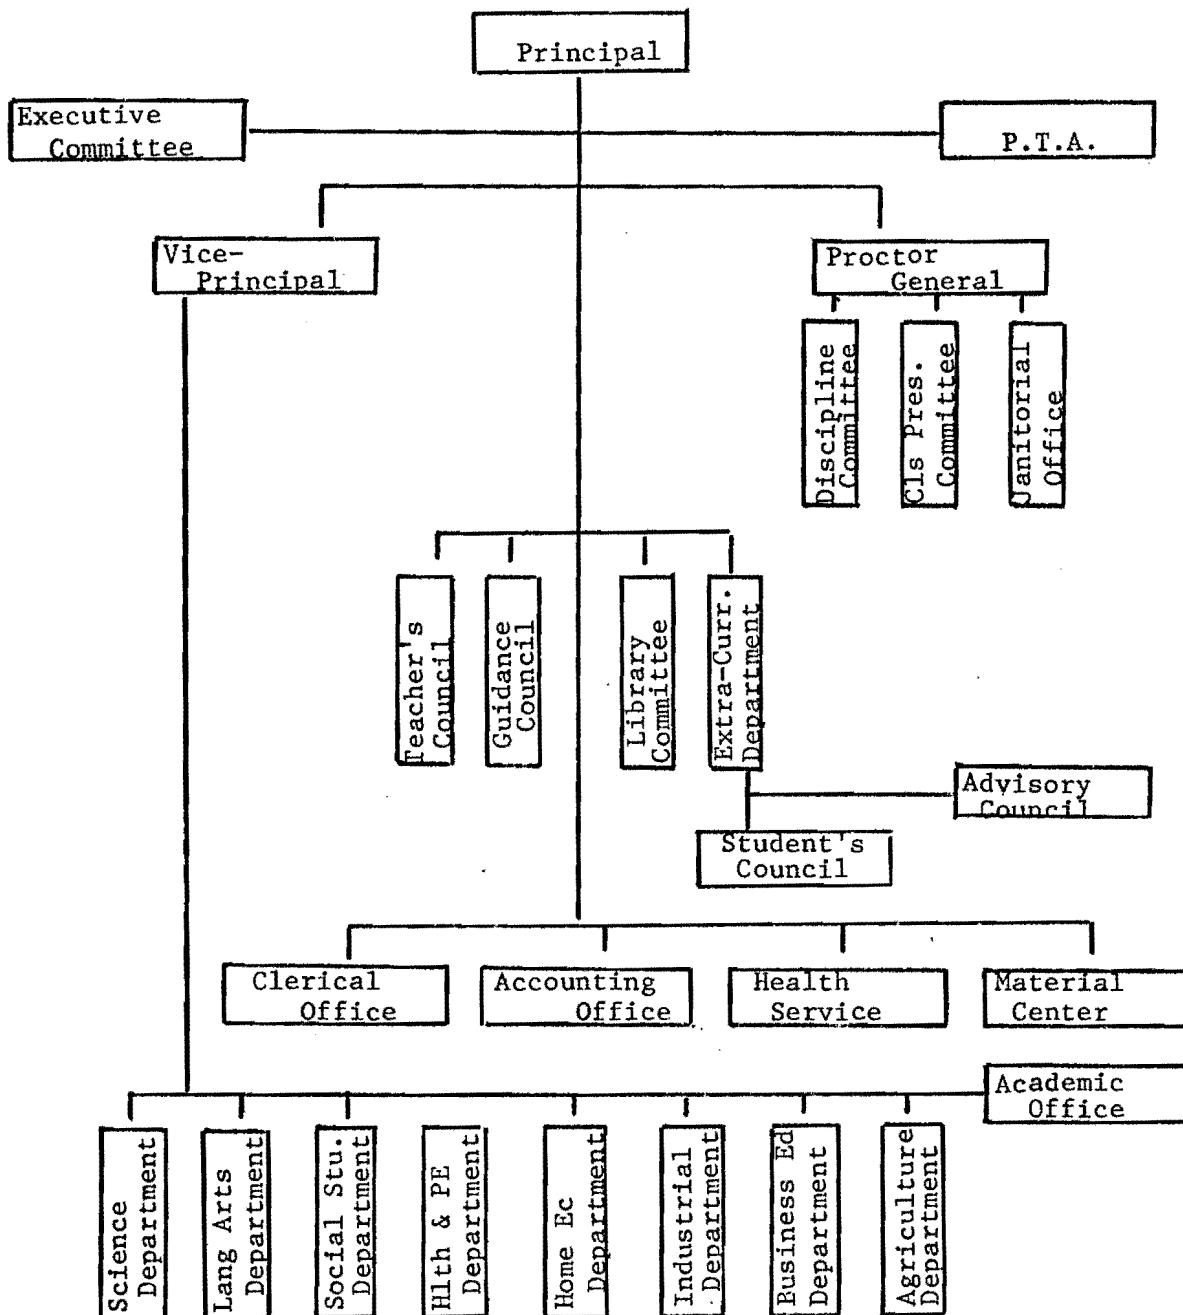 Principal
Executive
Committee
P.T.A.
Vice-
Principal
Proctor
General
Discipline
Committee
Cls Pres.
Committee
Janitorial
Office
Teacher's
Council
Guidance
Council
Library
Committee
Extra-Curr.
Department
Advisory
Council
Student's
Council
Clerical
Office
Accounting
Office
Health
Service
Material
Center
Academic
Office
Science
Department
Lang Arts
Department
Social Stu.
Department
Hlth & PE
Department
Home Ec
Department
Industrial
Department
Business Ed
Department
Agriculture
Department